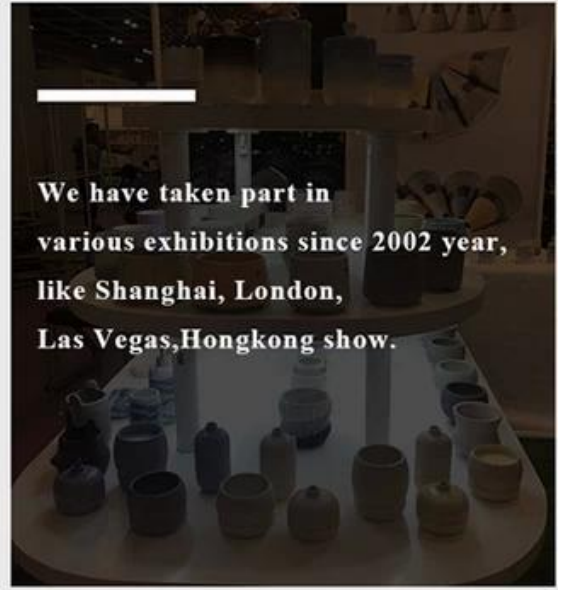 We have taken part in
various exhibitions since 2002 year,
like Shanghai, London,
Las Vegas,Hongkong show.